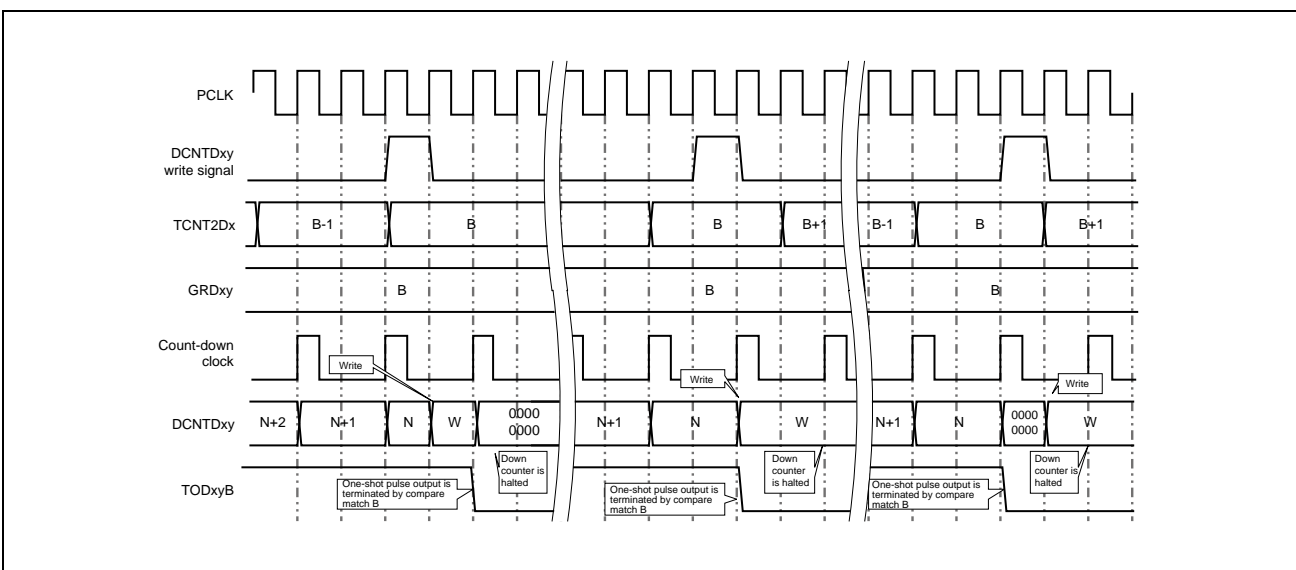 PCLK
DCNTDxy
write signal
TCNT2Dx
B-1
B
B
B+1
B-1
B
B+1
GRDxy
B
B
B
Count-down
clock
Write
Write
Write
DCNTDxy
N+2
N+1
N
W
0000
0000
N+1
N
W
N+1
N
0000
0000
W
TODxyB
One-shot pulse output is
terminated by compare
match B
Down
counter is
halted
One-shot pulse output is
terminated by compare
match B
Down
counter
is halted
One-shot pulse output is
terminated by compare
match B
Down
counter is
halted